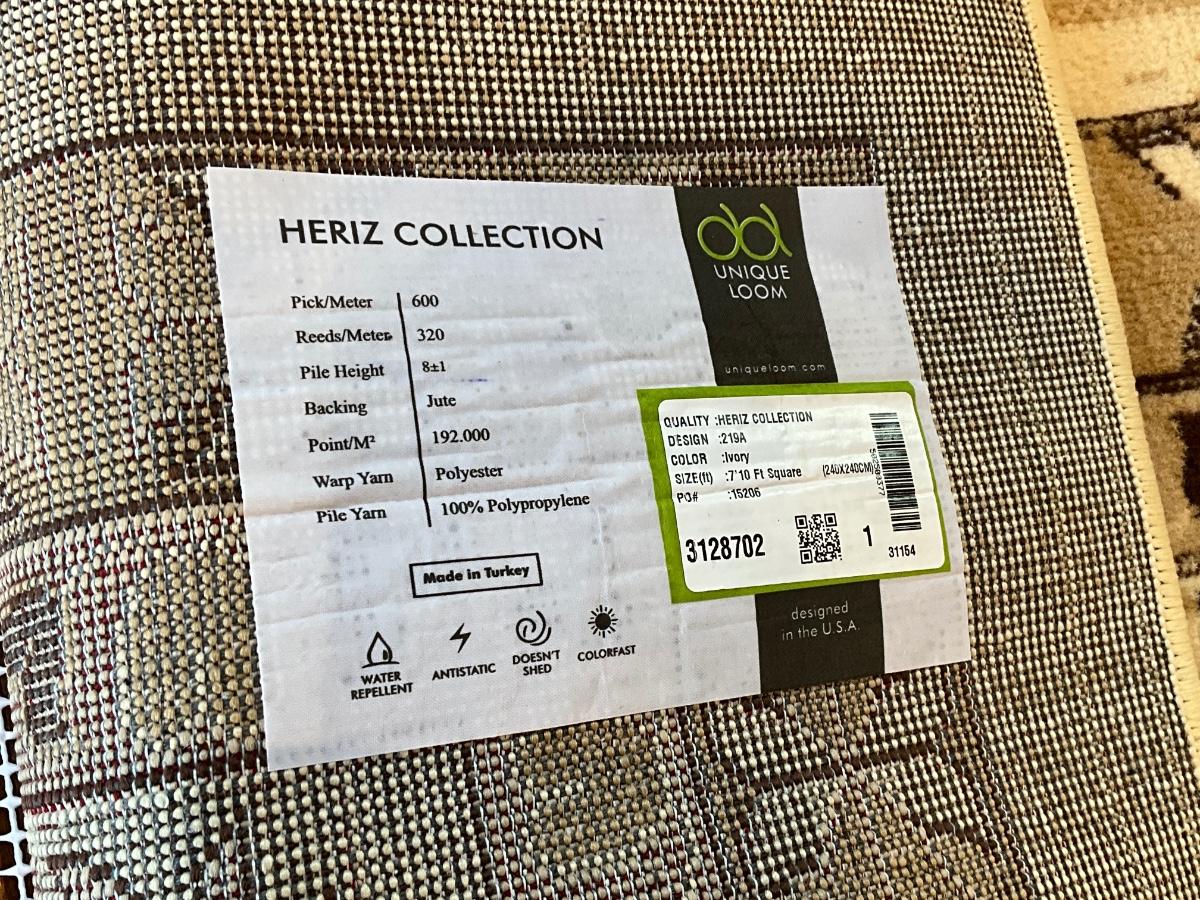 HERIZ COLLECTION
Pick/Meter 600
Reeds/Meter 320
Pile Height 8±1
Backing Jute
Point/M² 192.000
Warp Yarn Polyester
Pile Yarn 100% Polypropylene
Made in Turkey
WATER REPELLENT
ANTISTATIC
DOESN'T SHED
COLORFAST
UNIQUE
LOOM
uniqueloom.com
QUALITY :HERIZ COLLECTION
DESIGN :219A
COLOR :Ivory
SIZE(ft) :7'10 Ft Square (240X240CM)
PO# :15206
3128702
1
31154
designed
in the U.S.A.